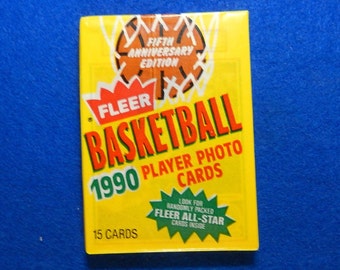 FIFTH
ANNIVERSARY
EDITION
FLEER
BASKETBALL
1990 PLAYER PHOTO
CARDS
LOOK FOR
RANDOMLY PACKED
FLEER ALL-STAR
CARDS INSIDE
15 CARDS